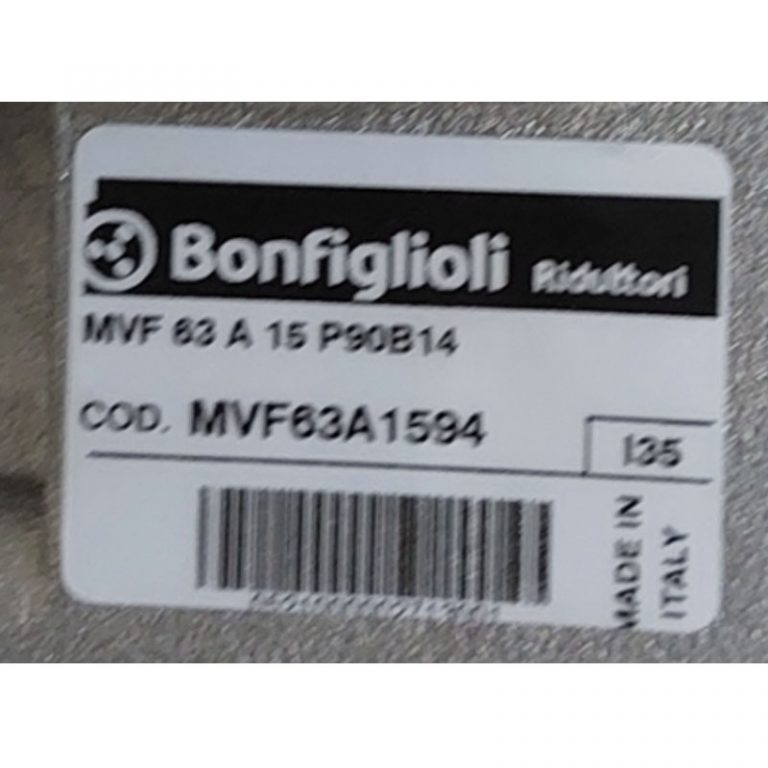 Bonfiglioli Riduttori
MVF 63 A 15 P90B14
COD. MVF63A1594
I35
MADE IN
ITALY